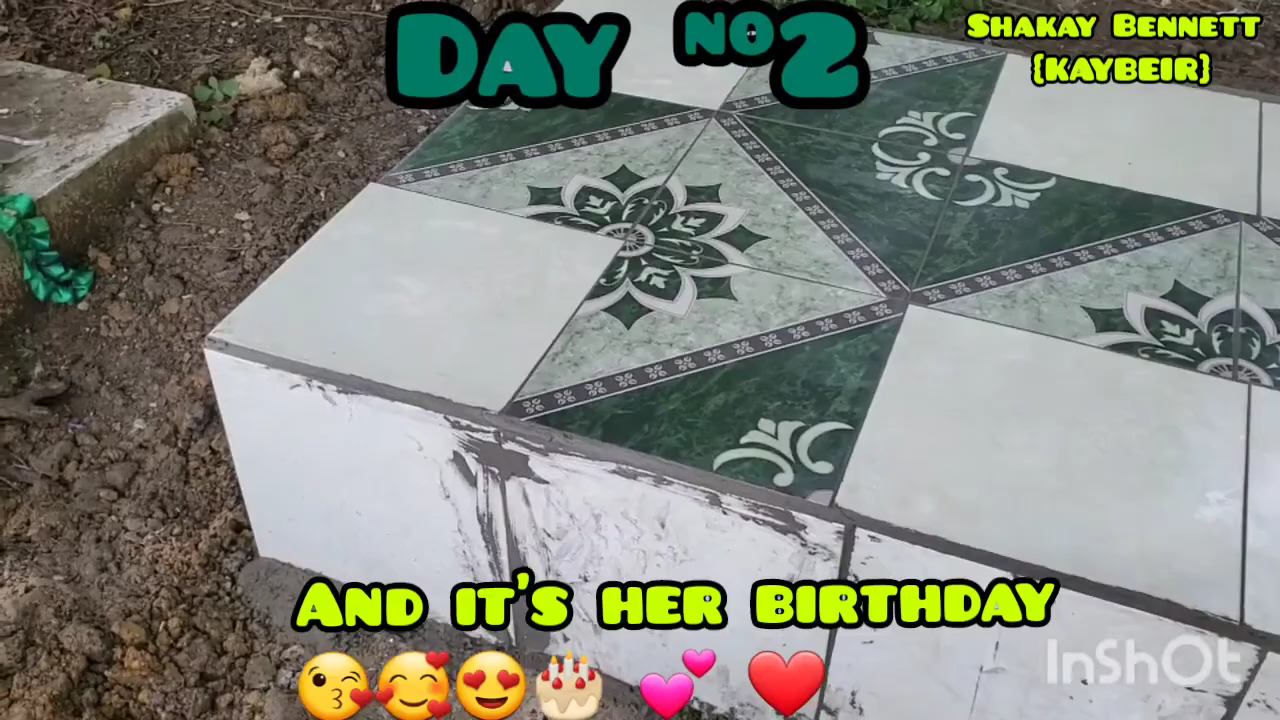 Day no2
Shakay Bennett
{KAYBEIR}
And it's her birthday
InShOt